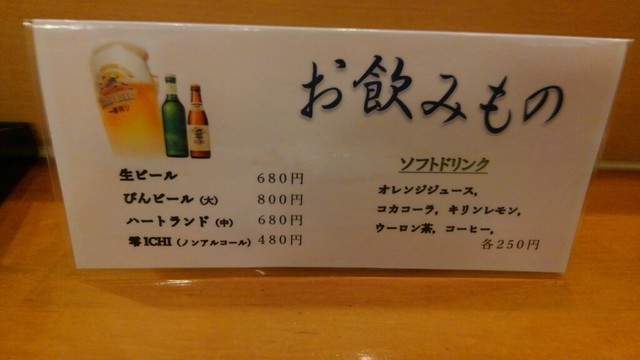 お飲みもの
生ビール 680円
びんビール（大） 800円
ハートランド（中） 680円
零ICHI（ノンアルコール） 480円
ソフトドリンク
オレンジジュース,
コカコーラ, キリンレモン,
ウーロン茶, コーヒー,
各250円